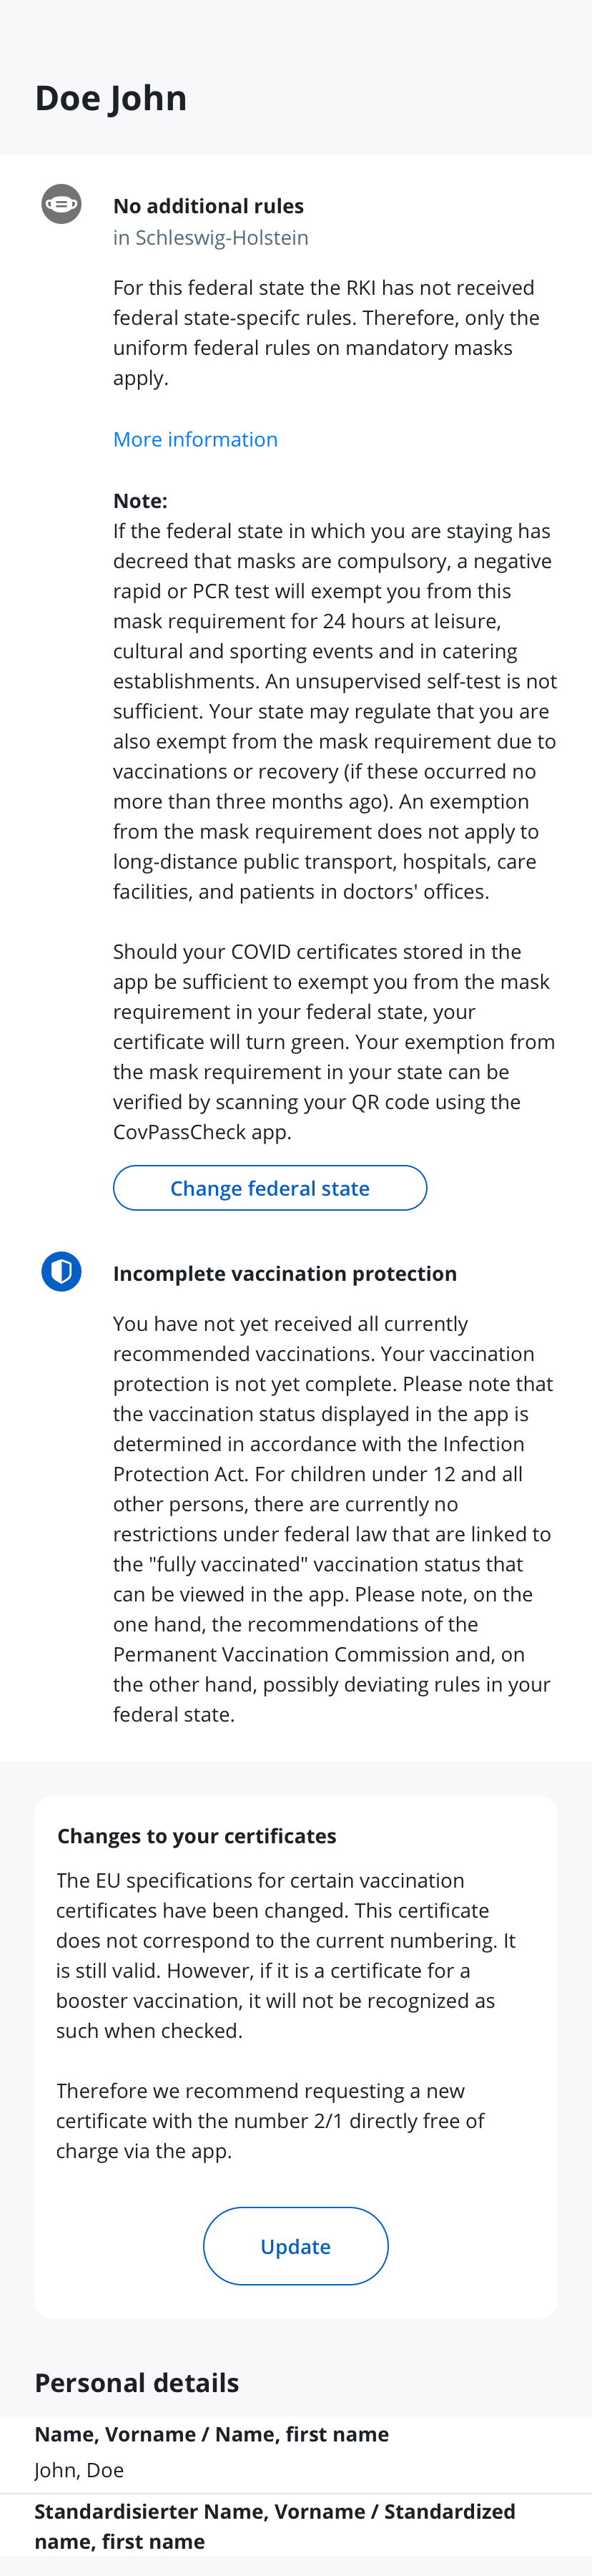 Doe John
No additional rules
in Schleswig-Holstein
For this federal state the RKI has not received
federal state-specifc rules. Therefore, only the
uniform federal rules on mandatory masks
apply.
More information
Note:
If the federal state in which you are staying has
decreed that masks are compulsory, a negative
rapid or PCR test will exempt you from this
mask requirement for 24 hours at leisure,
cultural and sporting events and in catering
establishments. An unsupervised self-test is not
sufficient. Your state may regulate that you are
also exempt from the mask requirement due to
vaccinations or recovery (if these occurred no
more than three months ago). An exemption
from the mask requirement does not apply to
long-distance public transport, hospitals, care
facilities, and patients in doctors' offices.
Should your COVID certificates stored in the
app be sufficient to exempt you from the mask
requirement in your federal state, your
certificate will turn green. Your exemption from
the mask requirement in your state can be
verified by scanning your QR code using the
CovPassCheck app.
Change federal state
Incomplete vaccination protection
You have not yet received all currently
recommended vaccinations. Your vaccination
protection is not yet complete. Please note that
the vaccination status displayed in the app is
determined in accordance with the Infection
Protection Act. For children under 12 and all
other persons, there are currently no
restrictions under federal law that are linked to
the "fully vaccinated" vaccination status that
can be viewed in the app. Please note, on the
one hand, the recommendations of the
Permanent Vaccination Commission and, on
the other hand, possibly deviating rules in your
federal state.
Changes to your certificates
The EU specifications for certain vaccination
certificates have been changed. This certificate
does not correspond to the current numbering. It
is still valid. However, if it is a certificate for a
booster vaccination, it will not be recognized as
such when checked.
Therefore we recommend requesting a new
certificate with the number 2/1 directly free of
charge via the app.
Update
Personal details
Name, Vorname / Name, first name
John, Doe
Standardisierter Name, Vorname / Standardized
name, first name